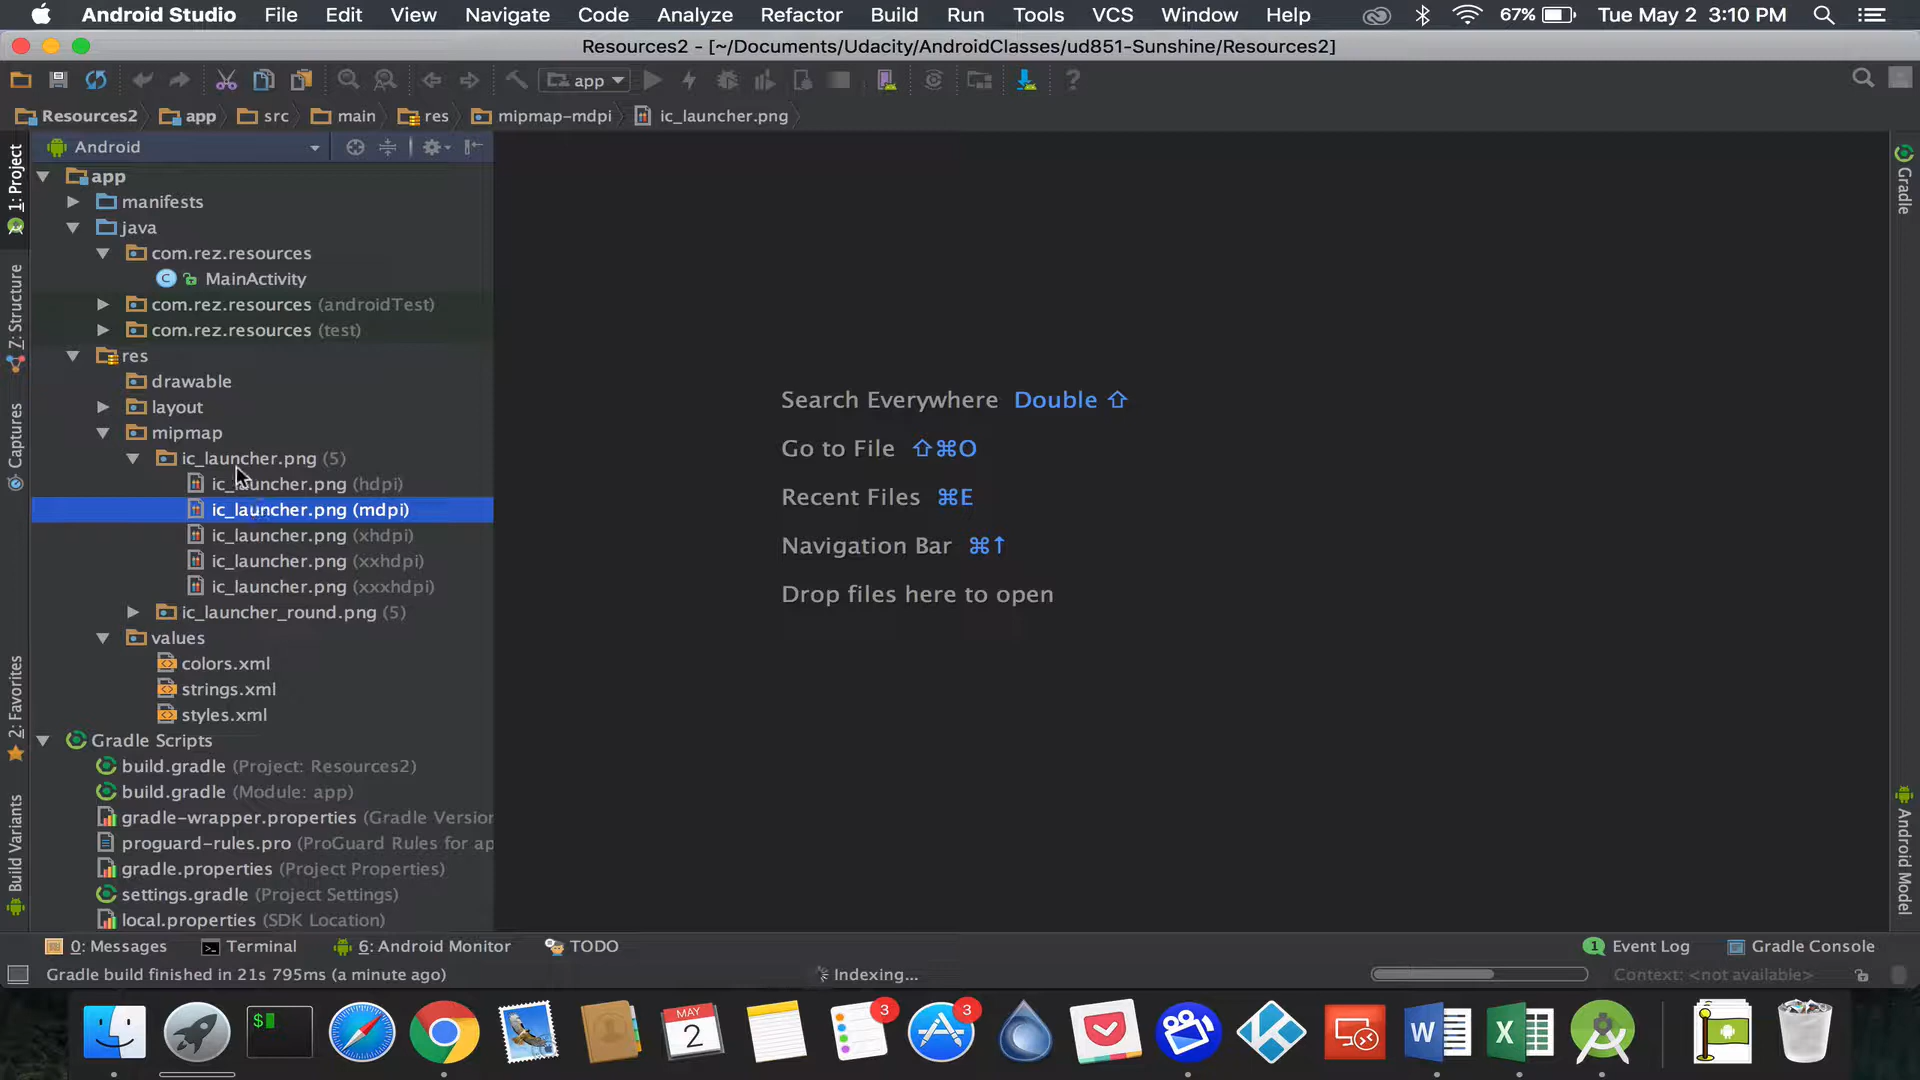 Android Studio File Edit View Navigate Code Analyze Refactor Build Run Tools VCS Window Help 67% Tue May 2 3:10 PM
Resources2 - [~/Documents/Udacity/AndroidClasses/ud851-Sunshine/Resources2]
app
Resources2 app src main res mipmap-mdpi ic_launcher.png
1: Project
Z: Structure
Captures
2: Favorites
Build Variants
Android
app
manifests
java
com.rez.resources
MainActivity
com.rez.resources (androidTest)
com.rez.resources (test)
res
drawable
layout
mipmap
ic_launcher.png (5)
ic_launcher.png (hdpi)
ic_launcher.png (mdpi)
ic_launcher.png (xhdpi)
ic_launcher.png (xxhdpi)
ic_launcher.png (xxxhdpi)
ic_launcher_round.png (5)
values
colors.xml
strings.xml
styles.xml
Gradle Scripts
build.gradle (Project: Resources2)
build.gradle (Module: app)
gradle-wrapper.properties (Gradle Version
proguard-rules.pro (ProGuard Rules for ap
gradle.properties (Project Properties)
settings.gradle (Project Settings)
local.properties (SDK Location)
Search Everywhere Double ⇧
Go to File ⇧⌘O
Recent Files ⌘E
Navigation Bar ⌘↑
Drop files here to open
Gradle
Android Model
0: Messages Terminal 6: Android Monitor TODO 1 Event Log Gradle Console
Gradle build finished in 21s 795ms (a minute ago) Indexing... Context: <not available>
$
MAY
2
3
3
W
X